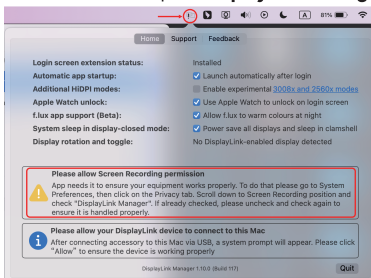 81%
Home Support Feedback
Login screen extension status: Installed
Automatic app startup: Launch automatically after login
Additional HiDPI modes: Enable experimental 3008x and 2560x modes
Apple Watch unlock: Use Apple Watch to unlock on login screen
f.lux app support (Beta): Allow f.lux to warm colours at night
System sleep in display-closed mode: Power save all displays and sleep in clamshell
Display rotation and toggle: No DisplayLink-enabled display detected
Please allow Screen Recording permission
App needs it to ensure your equipment works properly. To do that please go to System
Preferences, then click on the Privacy tab. Scroll down to Screen Recording position and
check "DisplayLink Manager". If already checked, please uncheck and check again to
ensure it is handled properly.
Please allow your DisplayLink device to connect to this Mac
After connecting accessory to this Mac via USB, a system prompt will appear. Please click
"Allow" to ensure the device is working properly
DisplayLink Manager 1.10.0 (Build 117)
Quit